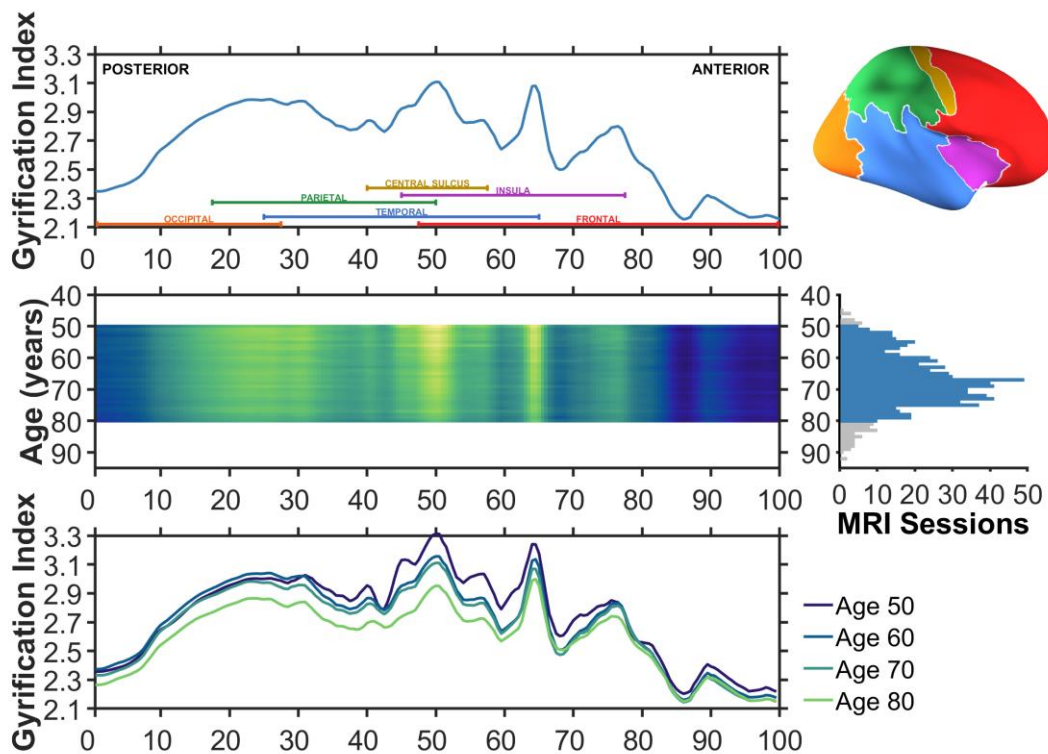 Gyrification Index
3.3
3.1
2.9
2.7
2.5
2.3
2.1
POSTERIOR
ANTERIOR
CENTRAL SULCUS
INSULA
PARIETAL
TEMPORAL
OCCIPITAL
FRONTAL
0 10 20 30 40 50 60 70 80 90 100
Age (years)
40
50
60
70
80
90
0 10 20 30 40 50 60 70 80 90 100
40
50
60
70
80
90
0 10 20 30 40 50
MRI Sessions
Gyrification Index
3.3
3.1
2.9
2.7
2.5
2.3
2.1
0 10 20 30 40 50 60 70 80 90 100
Age 50
Age 60
Age 70
Age 80